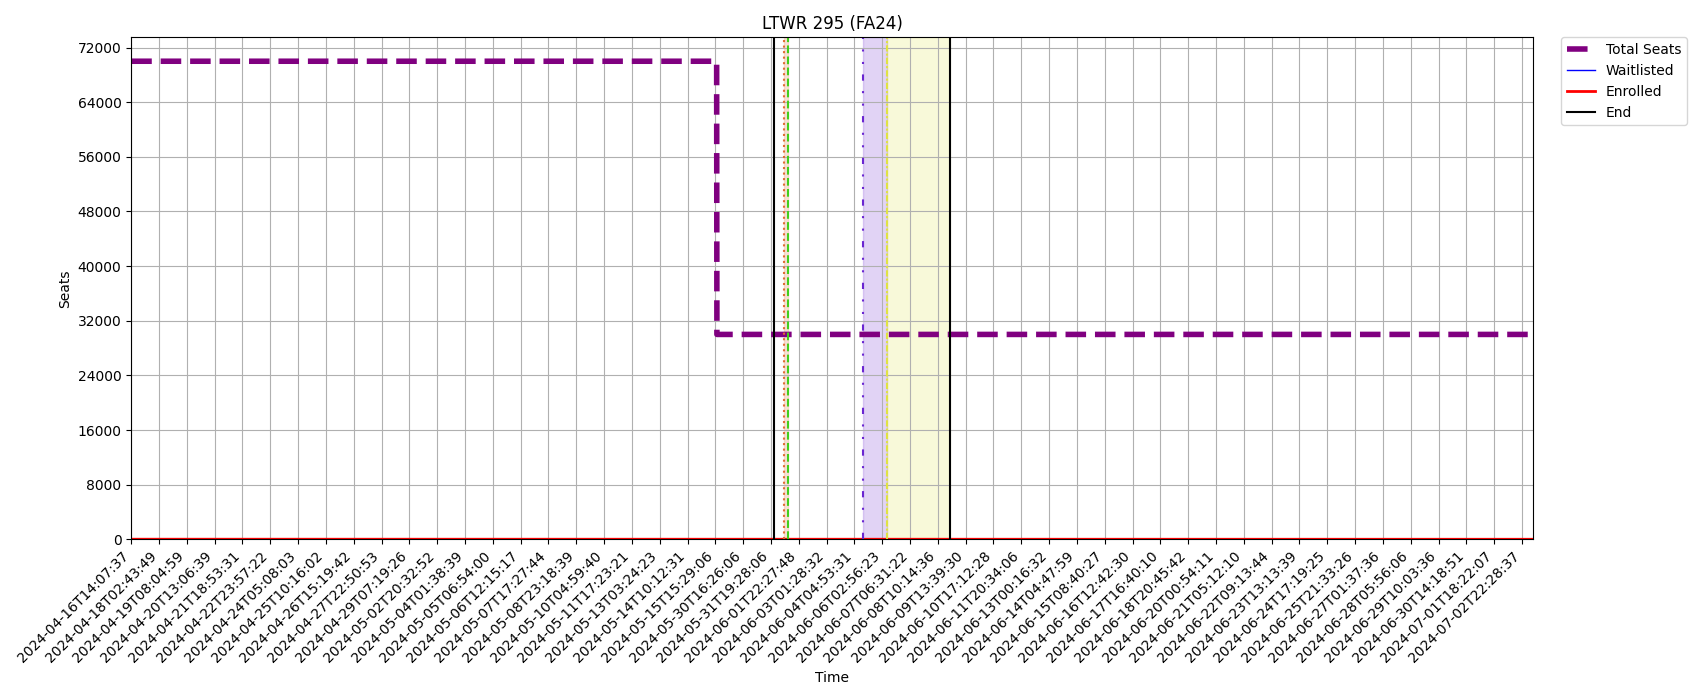 LTWR 295 (FA24)
72000
64000
56000
48000
40000
32000
24000
16000
8000
0
Seats
Total Seats
Waitlisted
Enrolled
End
2024-04-16T14:07:37
2024-04-18T02:43:49
2024-04-19T08:04:59
2024-04-20T13:06:39
2024-04-21T18:53:31
2024-04-22T23:57:22
2024-04-24T05:08:03
2024-04-25T10:16:02
2024-04-26T15:19:42
2024-04-27T22:50:53
2024-04-29T07:19:26
2024-05-02T20:32:52
2024-05-04T01:38:39
2024-05-05T06:54:00
2024-05-06T12:15:17
2024-05-07T17:27:44
2024-05-08T23:18:39
2024-05-10T04:59:40
2024-05-11T17:23:21
2024-05-13T03:24:23
2024-05-14T10:12:31
2024-05-15T15:29:06
2024-05-30T16:26:06
2024-05-31T19:28:06
2024-06-01T22:27:48
2024-06-03T01:28:32
2024-06-04T04:53:31
2024-06-06T02:56:23
2024-06-07T06:31:22
2024-06-08T10:14:36
2024-06-09T13:39:30
2024-06-10T17:12:28
2024-06-11T20:34:06
2024-06-13T01:16:32
2024-06-14T04:47:59
2024-06-15T08:40:27
2024-06-16T12:42:30
2024-06-17T16:40:10
2024-06-18T20:45:42
2024-06-20T00:54:11
2024-06-21T05:12:10
2024-06-22T09:13:44
2024-06-23T13:13:39
2024-06-24T17:19:25
2024-06-25T21:33:26
2024-06-27T01:37:36
2024-06-28T05:56:06
2024-06-29T10:03:36
2024-06-30T14:18:51
2024-07-01T18:22:07
2024-07-02T22:28:37
Time